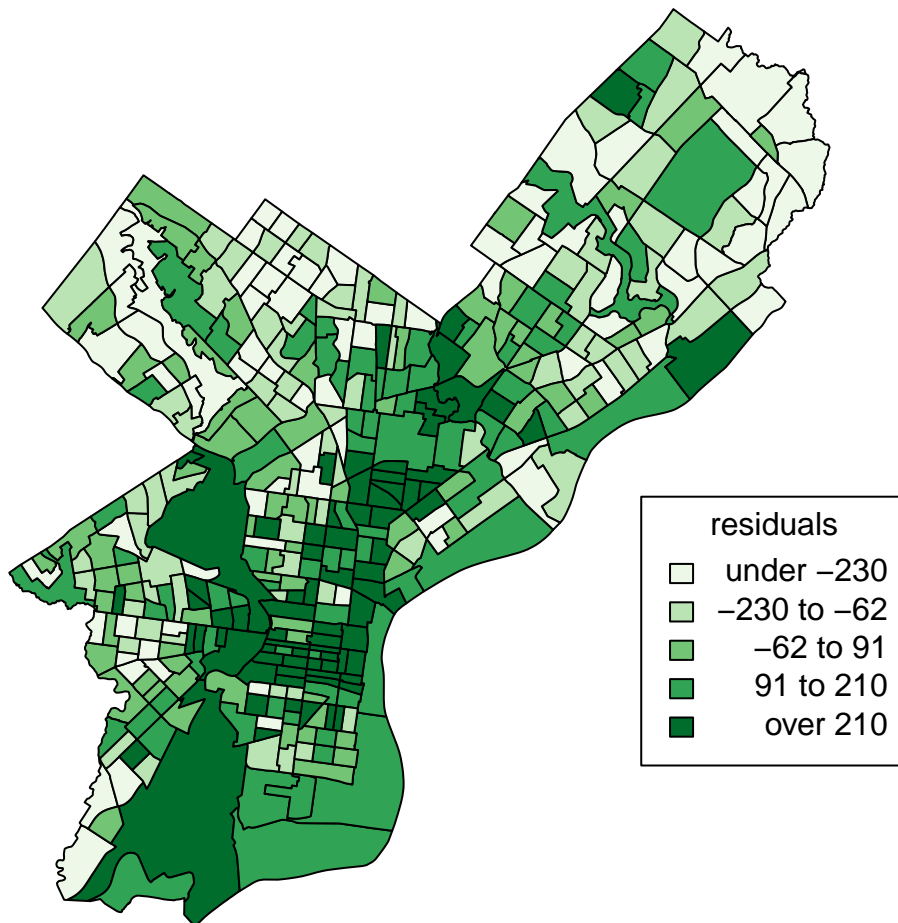 residuals
under −230
−230 to −62
−62 to 91
91 to 210
over 210